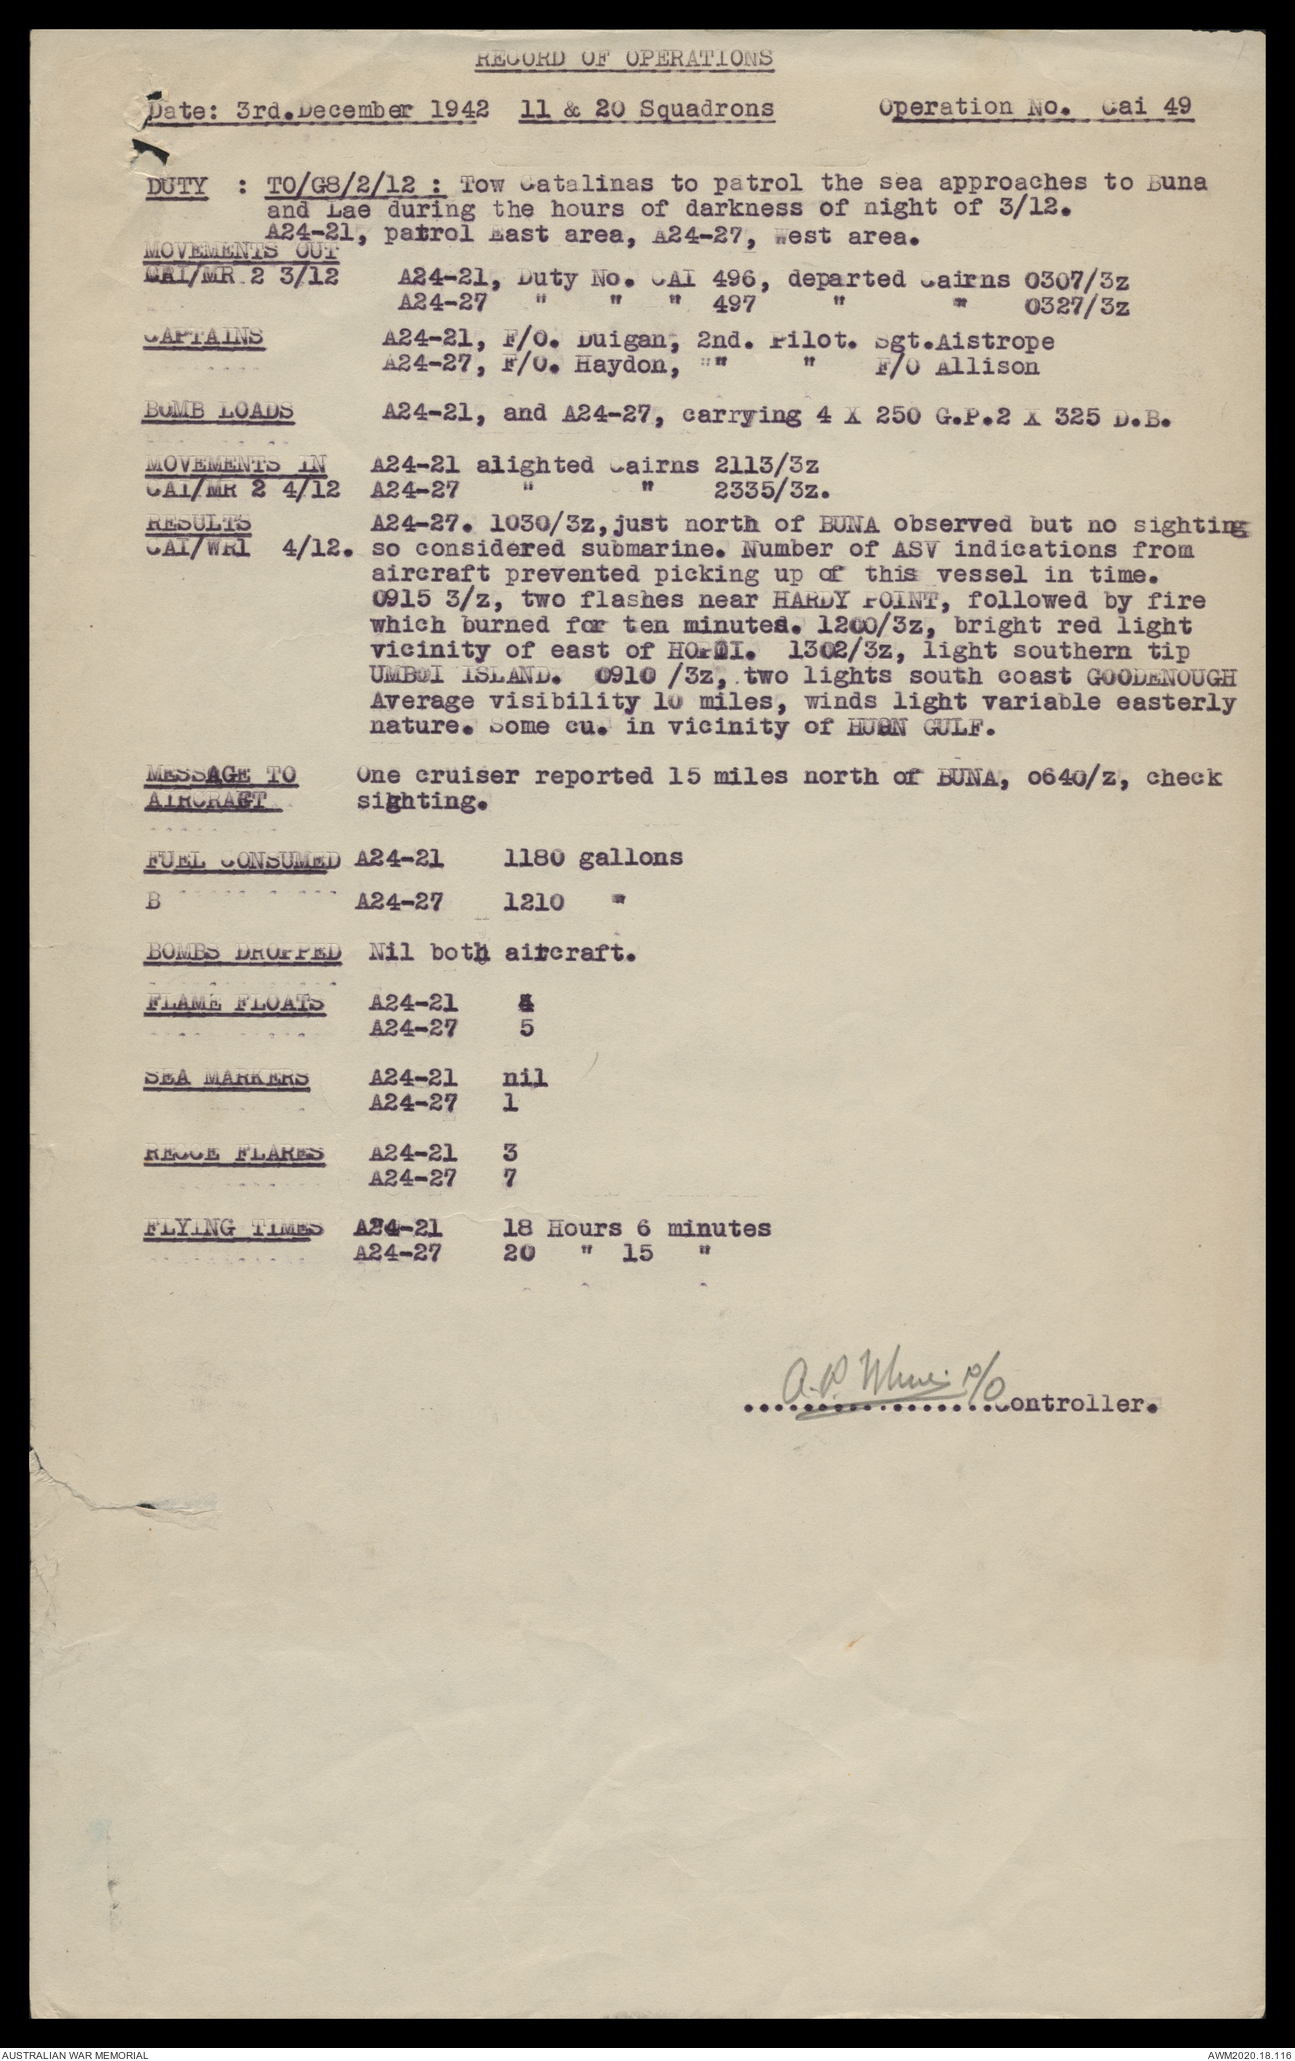 RECORD OF OPERATIONS
Date: 3rd.December 1942 11 & 20 Squadrons Operation No. Cai 49
DUTY : TO/G8/2/12 : Tow Catalinas to patrol the sea approaches to Buna
and Lae during the hours of darkness of night of 3/12.
A24-21, patrol East area, A24-27, West area.
MOVEMENTS OUT
CAI/MR 2 3/12 A24-21, Duty No. CAI 496, departed Cairns 0307/3z
A24-27 " " " 497 " " 0327/3z
CAPTAINS A24-21, F/O. Duigan, 2nd. Pilot. Sgt.Aistrope
A24-27, F/O. Haydon, "" " F/O Allison
BOMB LOADS A24-21, and A24-27, carrying 4 X 250 G.P.2 X 325 D.B.
MOVEMENTS IN A24-21 alighted Cairns 2113/3z
CAI/MR 2 4/12 A24-27 " " 2335/3z.
RESULTS A24-27. 1030/3z,just north of BUNA observed but no sighting
CAI/WR1 4/12. so considered submarine. Number of ASV indications from
aircraft prevented picking up of this vessel in time.
0915 3/z, two flashes near HARDY POINT, followed by fire
which burned for ten minutes. 1200/3z, bright red light
vicinity of east of HOPOI. 1302/3z, light southern tip
UMBOI ISLAND. 0910 /3z, two lights south coast GOODENOUGH
Average visibility 10 miles, winds light variable easterly
nature. Some cu. in vicinity of HUON GULF.
MESSAGE TO One cruiser reported 15 miles north of BUNA, o640/z, check
AIRCRAFT sighting.
FUEL CONSUMED A24-21 1180 gallons
B A24-27 1210 "
BOMBS DROPPED Nil both aircraft.
FLAME FLOATS A24-21 4
A24-27 5
SEA MARKERS A24-21 nil
A24-27 1
RECCE FLARES A24-21 3
A24-27 7
FLYING TIMES A24-21 18 Hours 6 minutes
A24-27 20 " 15 "
A.P. P/O
.................Controller.
AUSTRALIAN WAR MEMORIAL AWM2020.18.116